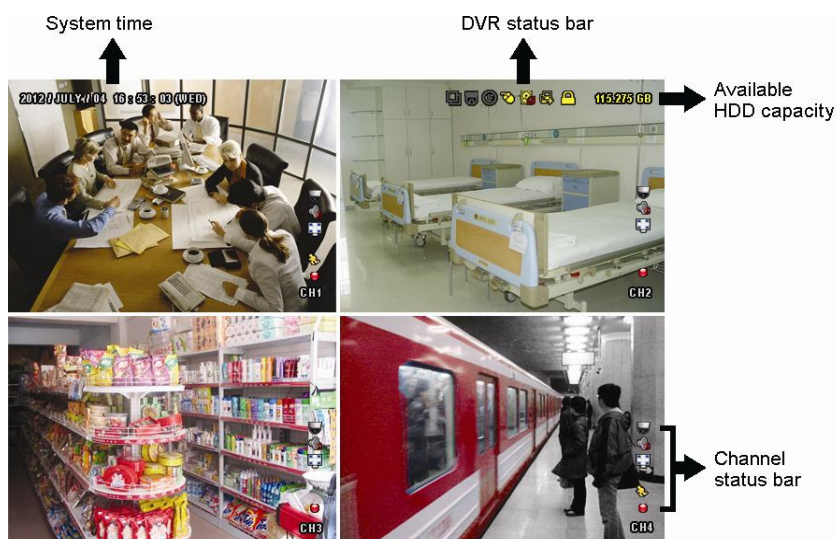 System time
DVR status bar
2012 / JULY / 04 16 : 53 : 03 (WED)
115.275 GB
Available
HDD capacity
CH1
CH2
CH3
CH4
Channel
status bar